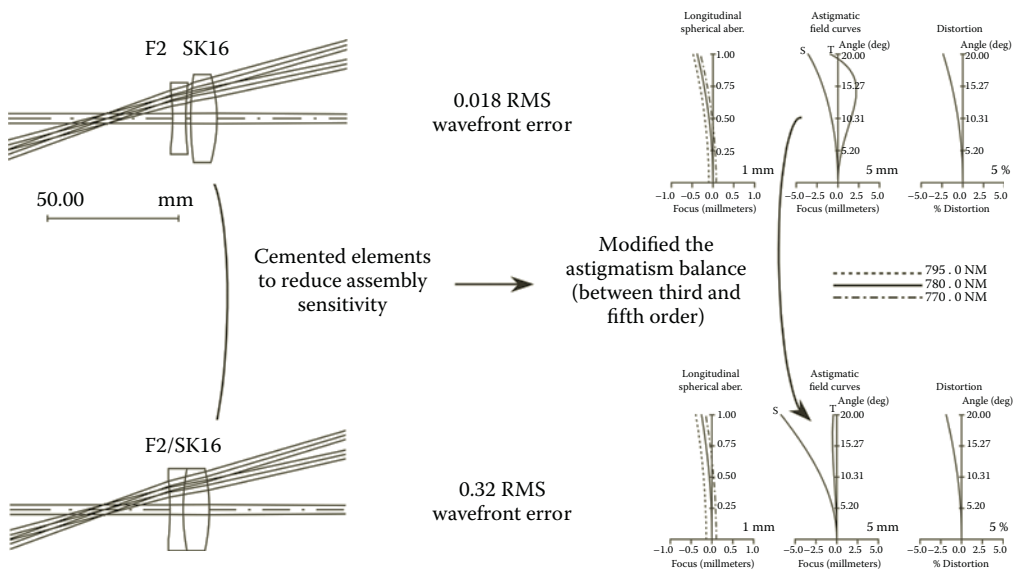 F2 SK16
0.018 RMS
wavefront error
50.00 mm
Longitudinal
spherical aber.
1.00
0.75
0.50
0.25
1 mm
−1.0 −0.5 0.0 0.5 1.0
Focus (millmeters)
Astigmatic
field curves
S T Angle (deg)
20.00
15.27
10.31
5.20
5 mm
−5.0 −2.5 0.0 2.5 5.0
Focus (millmeters)
Distortion
Angle (deg)
20.00
15.27
10.31
5.20
5 %
−5.0 −2.5 0.0 2.5 5.0
% Distortion
Cemented elements
to reduce assembly
sensitivity
Modified the
astigmatism balance
(between third and
fifth order)
795 . 0 NM
780 . 0 NM
770 . 0 NM
F2/SK16
0.32 RMS
wavefront error
Longitudinal
spherical aber.
1.00
0.75
0.50
0.25
1 mm
−1.0 −0.5 0.0 0.5 1.0
Focus (millmeters)
Astigmatic
field curves
Angle (deg)
S T
20.00
15.27
10.31
5.20
5 mm
−5.0 −2.5 0.0 2.5 5.0
Focus (millmeters)
Distortion
Angle (deg)
20.00
15.27
10.31
5.20
5 %
−5.0 −2.5 0.0 2.5 5.0
% Distortion